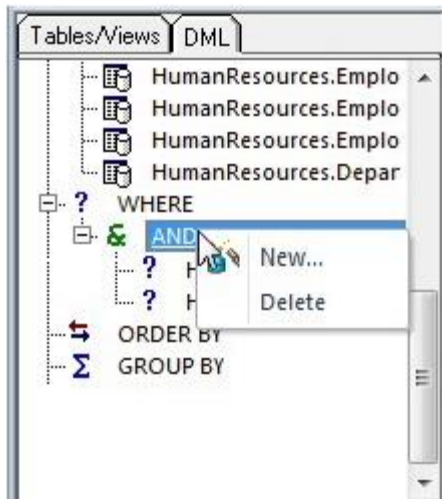 Tables/Views DML
HumanResources.Emplo
HumanResources.Emplo
HumanResources.Emplo
HumanResources.Depar
? WHERE
& AND
New...
?
? Delete
ORDER BY
Σ GROUP BY